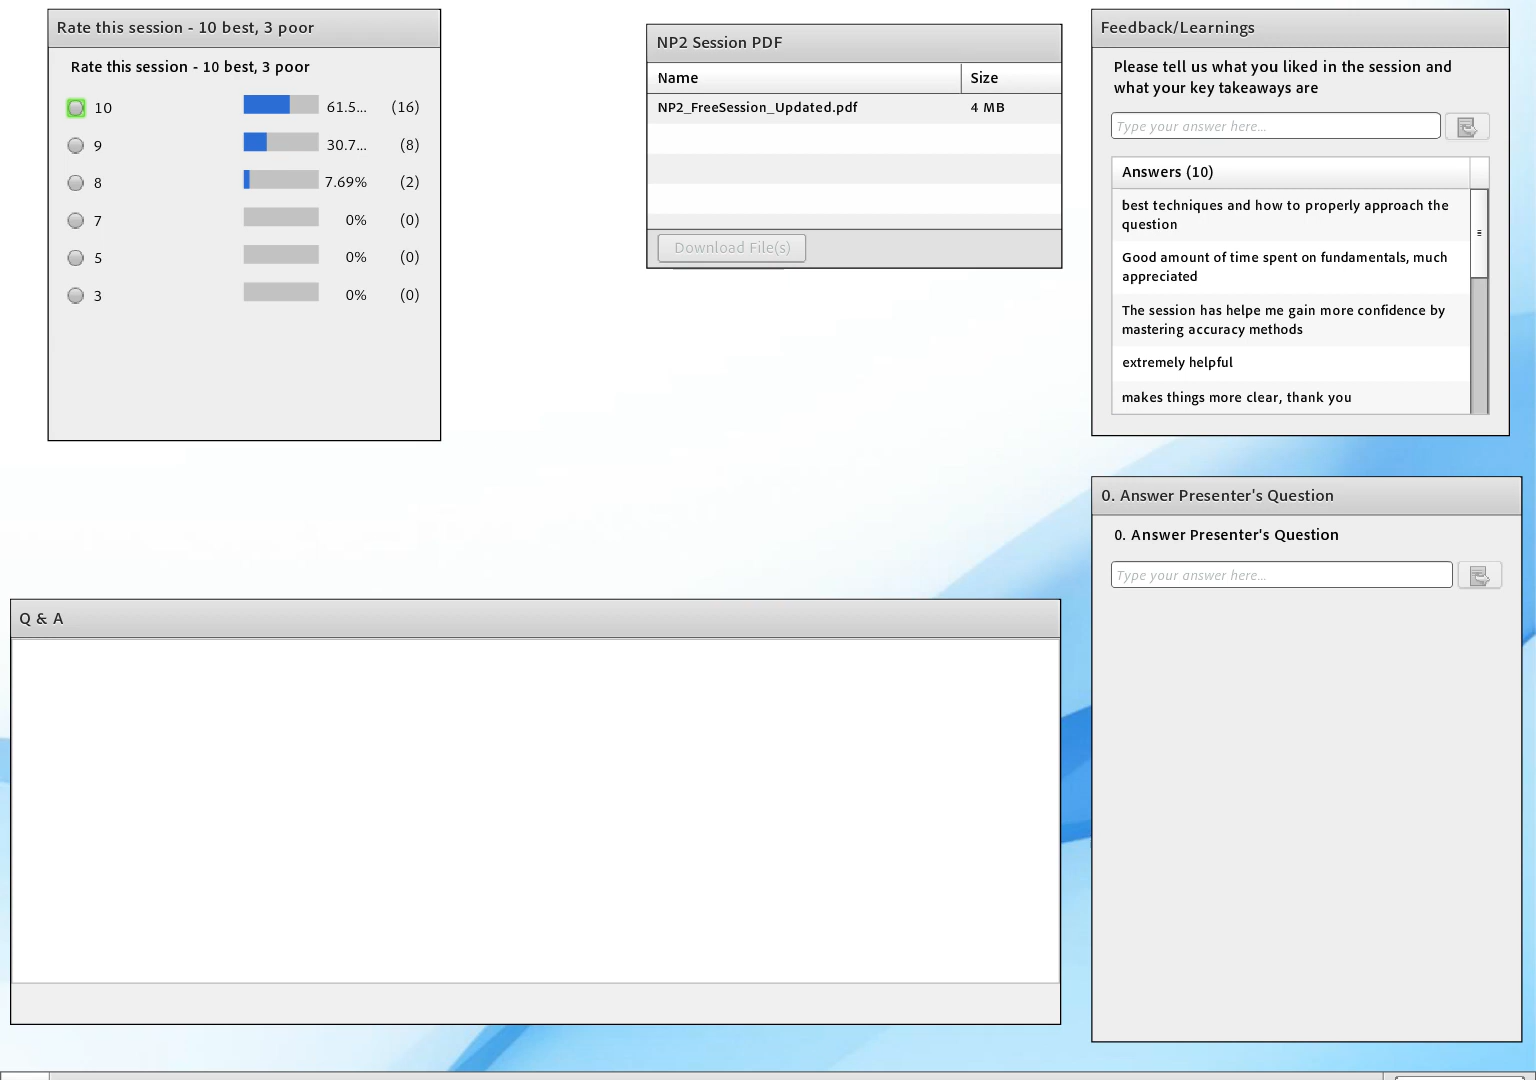 Rate this session - 10 best, 3 poor
Rate this session - 10 best, 3 poor
10 61.5... (16)
9 30.7... (8)
8 7.69% (2)
7 0% (0)
5 0% (0)
3 0% (0)
NP2 Session PDF
Name Size
NP2_FreeSession_Updated.pdf 4 MB
Download File(s)
Feedback/Learnings
Please tell us what you liked in the session and
what your key takeaways are
Type your answer here...
Answers (10)
best techniques and how to properly approach the
question
Good amount of time spent on fundamentals, much
appreciated
The session has helpe me gain more confidence by
mastering accuracy methods
extremely helpful
makes things more clear, thank you
0. Answer Presenter's Question
0. Answer Presenter's Question
Type your answer here...
Q & A